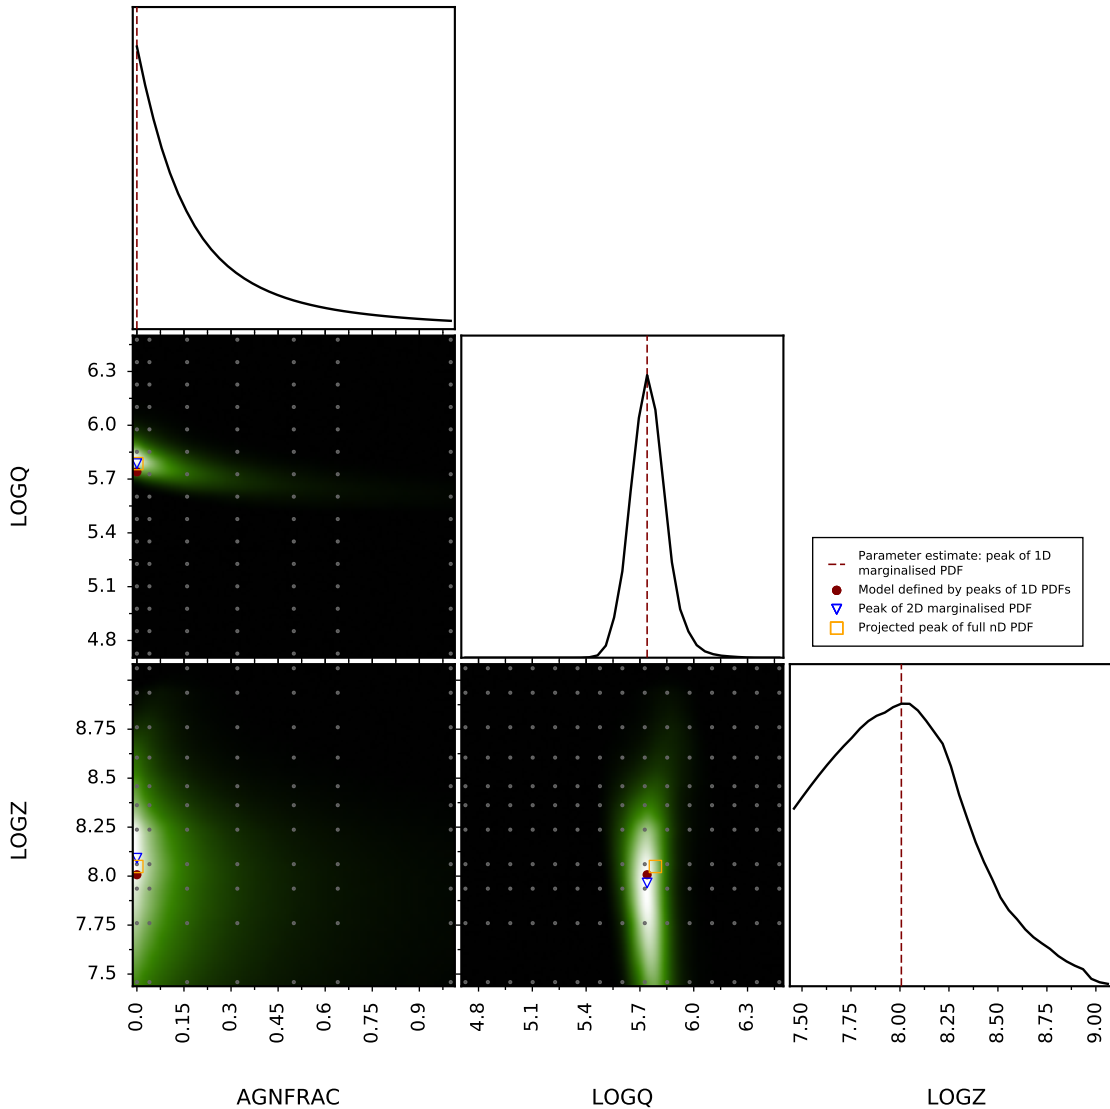 6.3
6.0
5.7
5.4
5.1
4.8
LOGQ
Parameter estimate: peak of 1D
marginalised PDF
Model defined by peaks of 1D PDFs
Peak of 2D marginalised PDF
Projected peak of full nD PDF
8.75
8.5
8.25
8.0
7.75
7.5
LOGZ
0.0 0.15 0.3 0.45 0.6 0.75 0.9
4.8 5.1 5.4 5.7 6.0 6.3
7.50 7.75 8.00 8.25 8.50 8.75 9.00
AGNFRAC LOGQ LOGZ